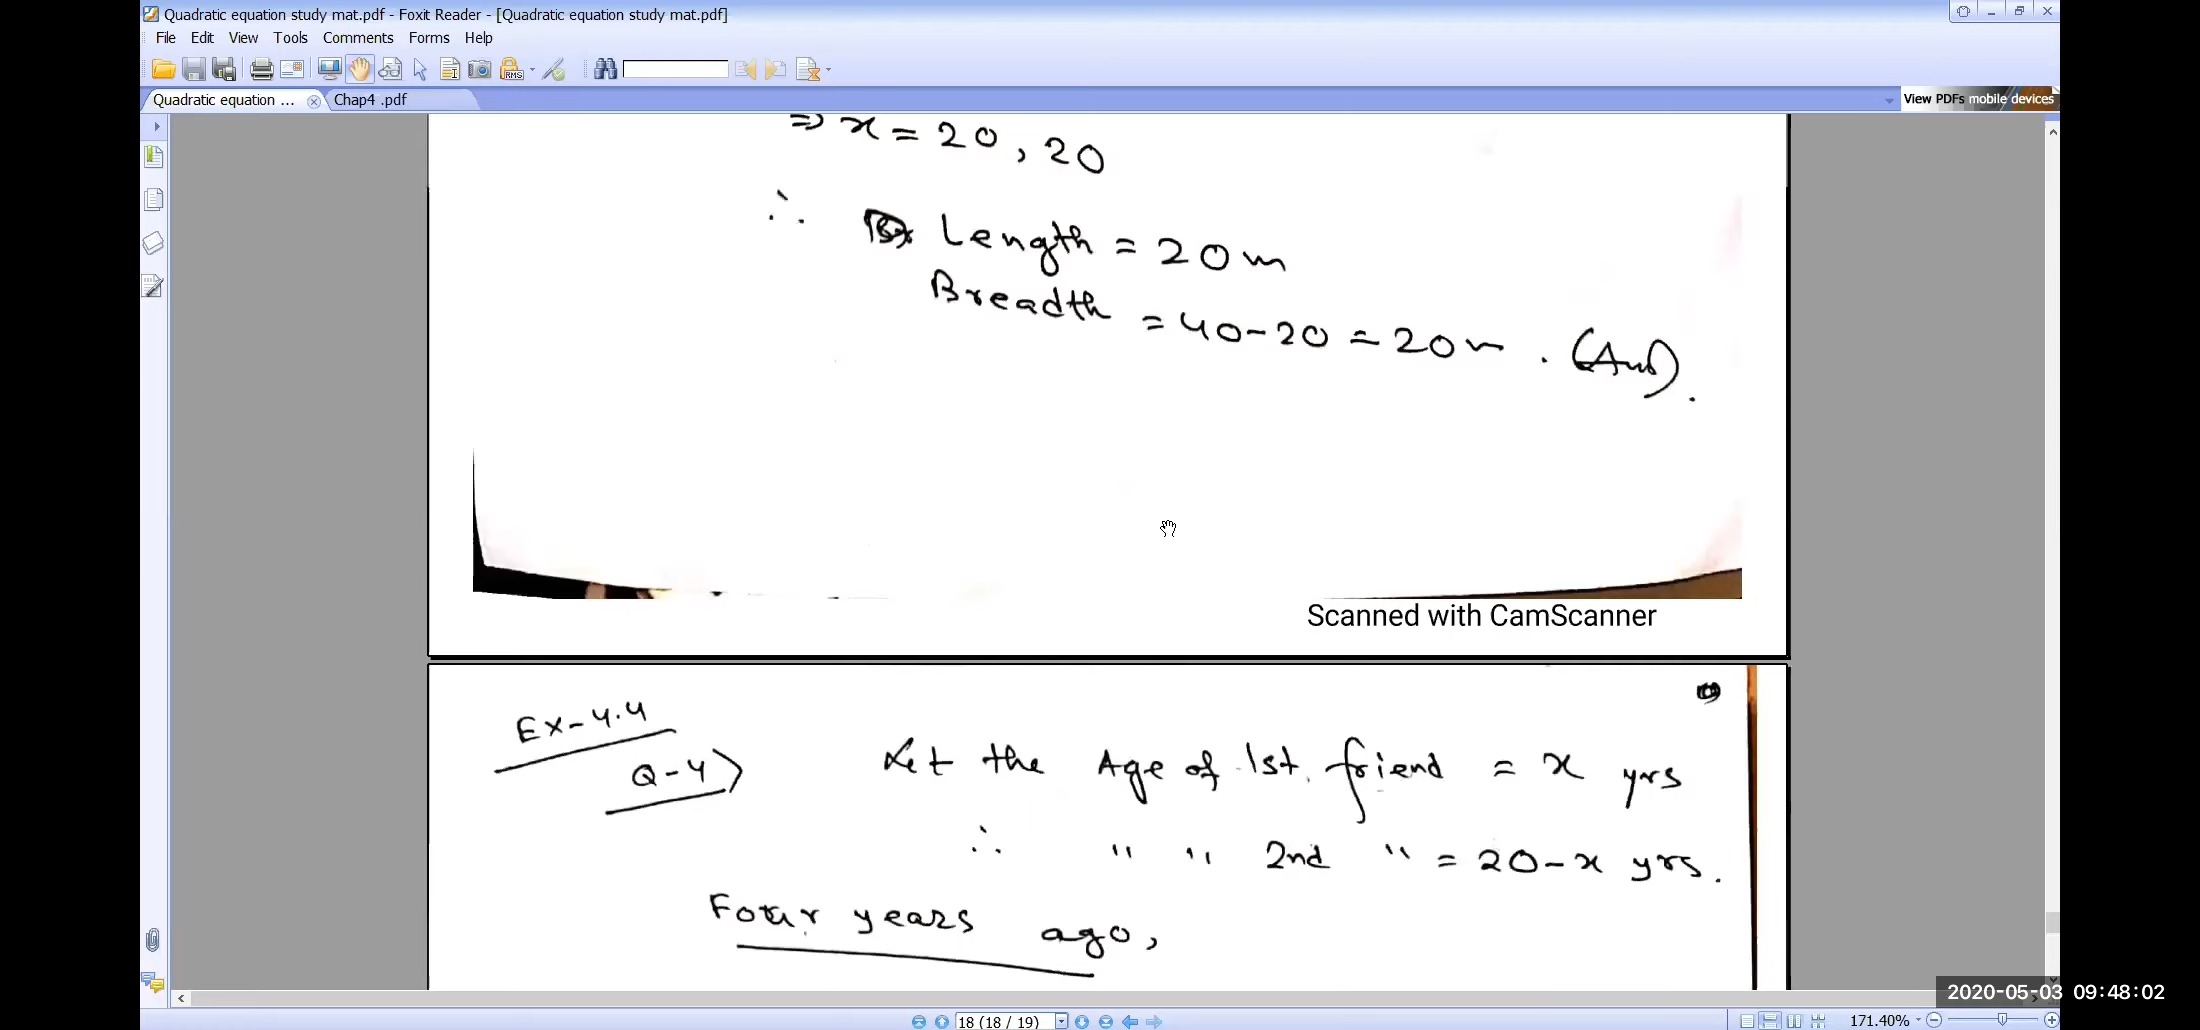 Quadratic equation study mat.pdf - Foxit Reader - [Quadratic equation study mat.pdf]
File Edit View Tools Comments Forms Help
RMS
Quadratic equation ... Chap4 .pdf
View PDFs mobile devices
⇒ x = 20, 20
∴ Length = 20 m
Breadth = 40 - 20 = 20 m. (Ans).
Scanned with CamScanner
Ex-4.4
Q-4> Let the Age of 1st. friend = x yrs
∴ " " 2nd " = 20 - x yrs.
Four years ago,
2020-05-03 09:48:02
18 (18 / 19)
171.40%